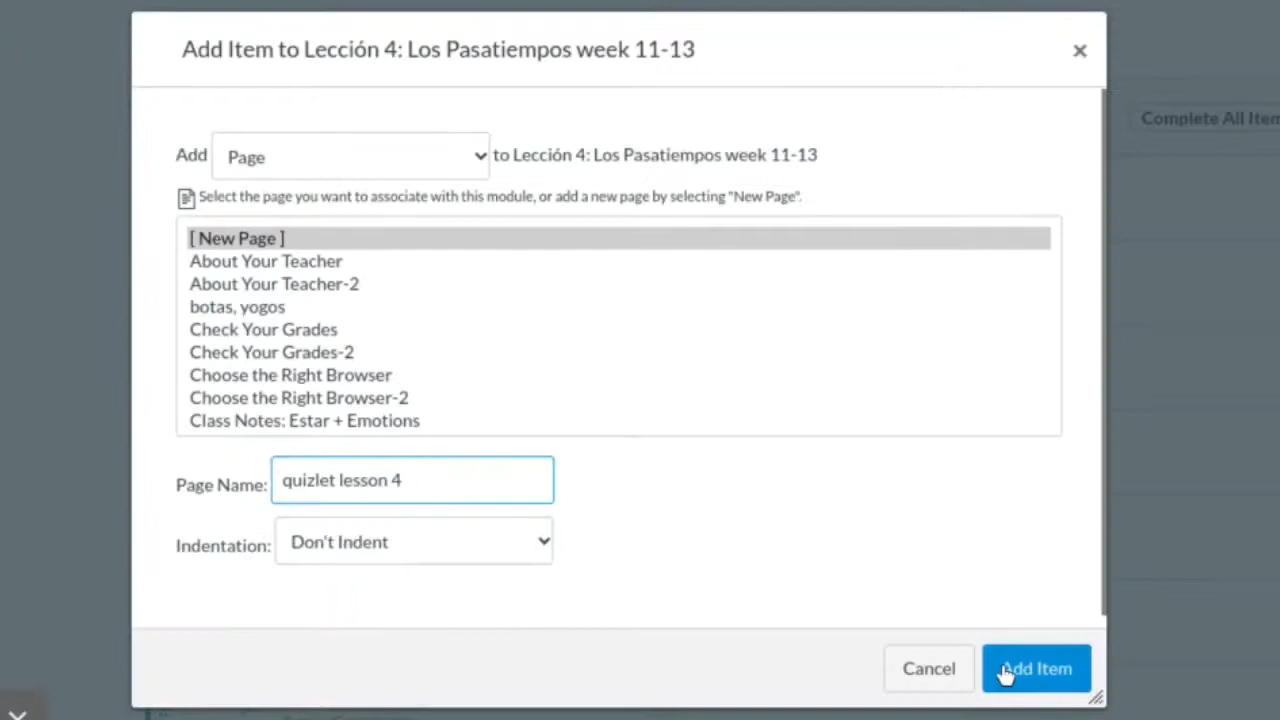 Add Item to Lección 4: Los Pasatiempos week 11-13
Complete All Item
Add Page to Lección 4: Los Pasatiempos week 11-13
Select the page you want to associate with this module, or add a new page by selecting "New Page".
[ New Page ]
About Your Teacher
About Your Teacher-2
botas, yogos
Check Your Grades
Check Your Grades-2
Choose the Right Browser
Choose the Right Browser-2
Class Notes: Estar + Emotions
Page Name: quizlet lesson 4
Indentation: Don't Indent
Cancel Add Item